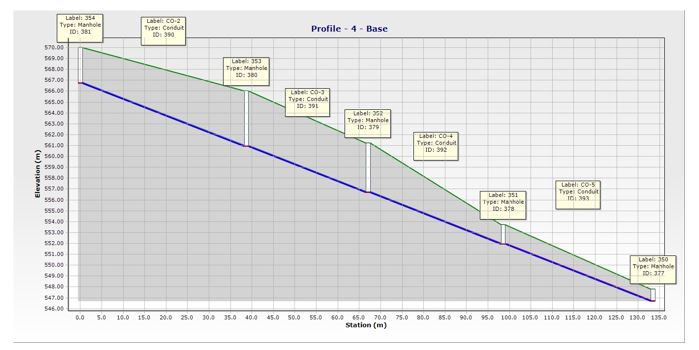 Profile - 4 - Base
Label: 354
Type: Manhole
ID: 381
Label: CO-2
Type: Conduit
ID: 390
Label: 353
Type: Manhole
ID: 380
Label: CO-3
Type: Conduit
ID: 391
Label: 352
Type: Manhole
ID: 379
Label: CO-4
Type: Conduit
ID: 392
Label: 351
Type: Manhole
ID: 378
Label: CO-5
Type: Conduit
ID: 393
Label: 350
Type: Manhole
ID: 377
Elevation (m)
570.00
569.00
568.00
567.00
566.00
565.00
564.00
563.00
562.00
561.00
560.00
559.00
558.00
557.00
556.00
555.00
554.00
553.00
552.00
551.00
550.00
549.00
548.00
547.00
546.00
0.0 5.0 10.0 15.0 20.0 25.0 30.0 35.0 40.0 45.0 50.0 55.0 60.0 65.0 70.0 75.0 80.0 85.0 90.0 95.0 100.0 105.0 110.0 115.0 120.0 125.0 130.0 135.0
Station (m)